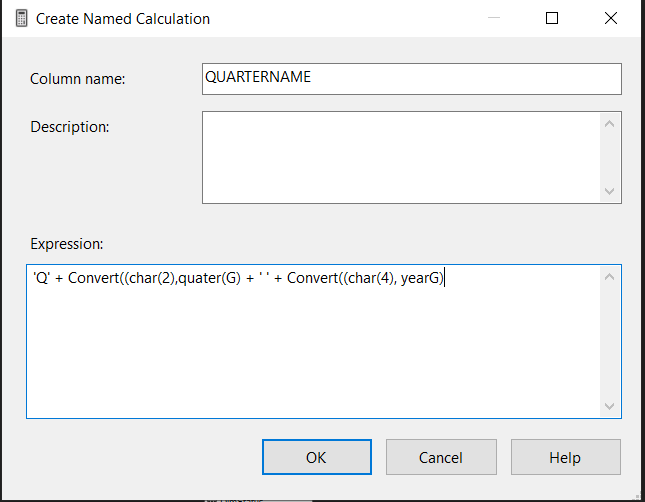 Create Named Calculation
Column name:
QUARTERNAME
Description:
Expression:
'Q' + Convert((char(2),quater(G) + ' ' + Convert((char(4), yearG)
OK
Cancel
Help